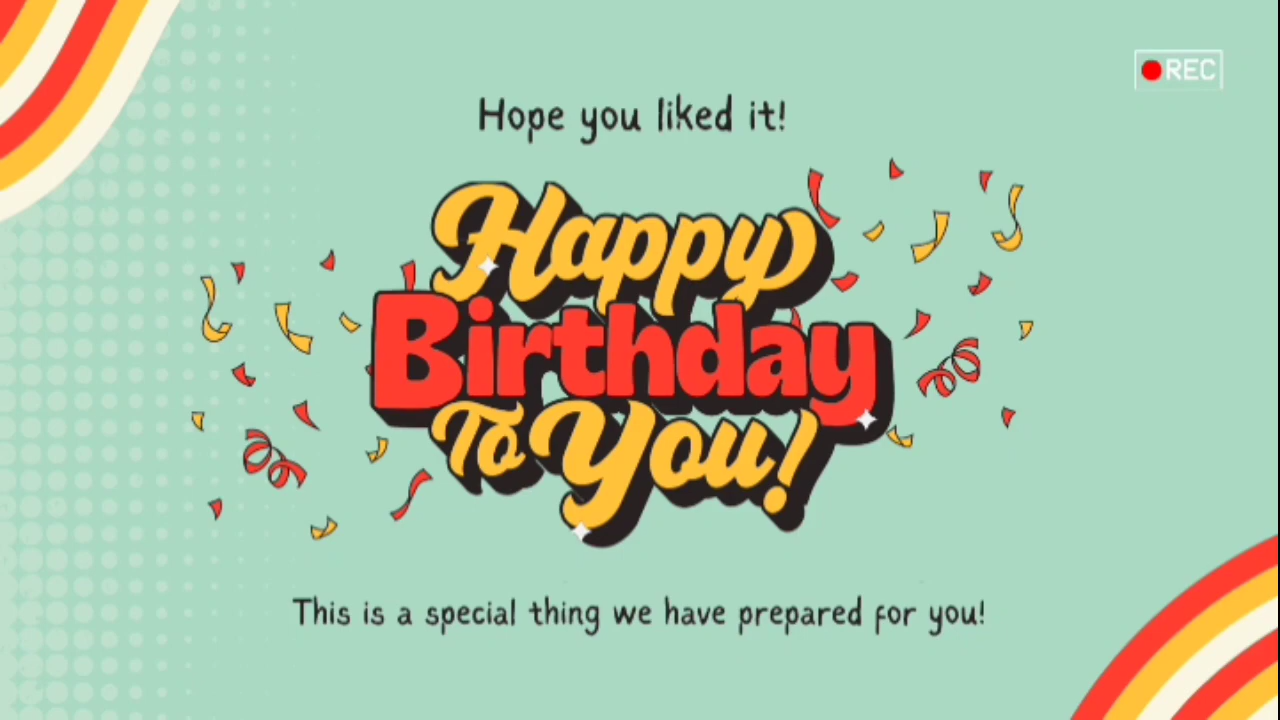 REC
Hope you liked it!
Happy
Birthday
To You!
This is a special thing we have prepared for you!